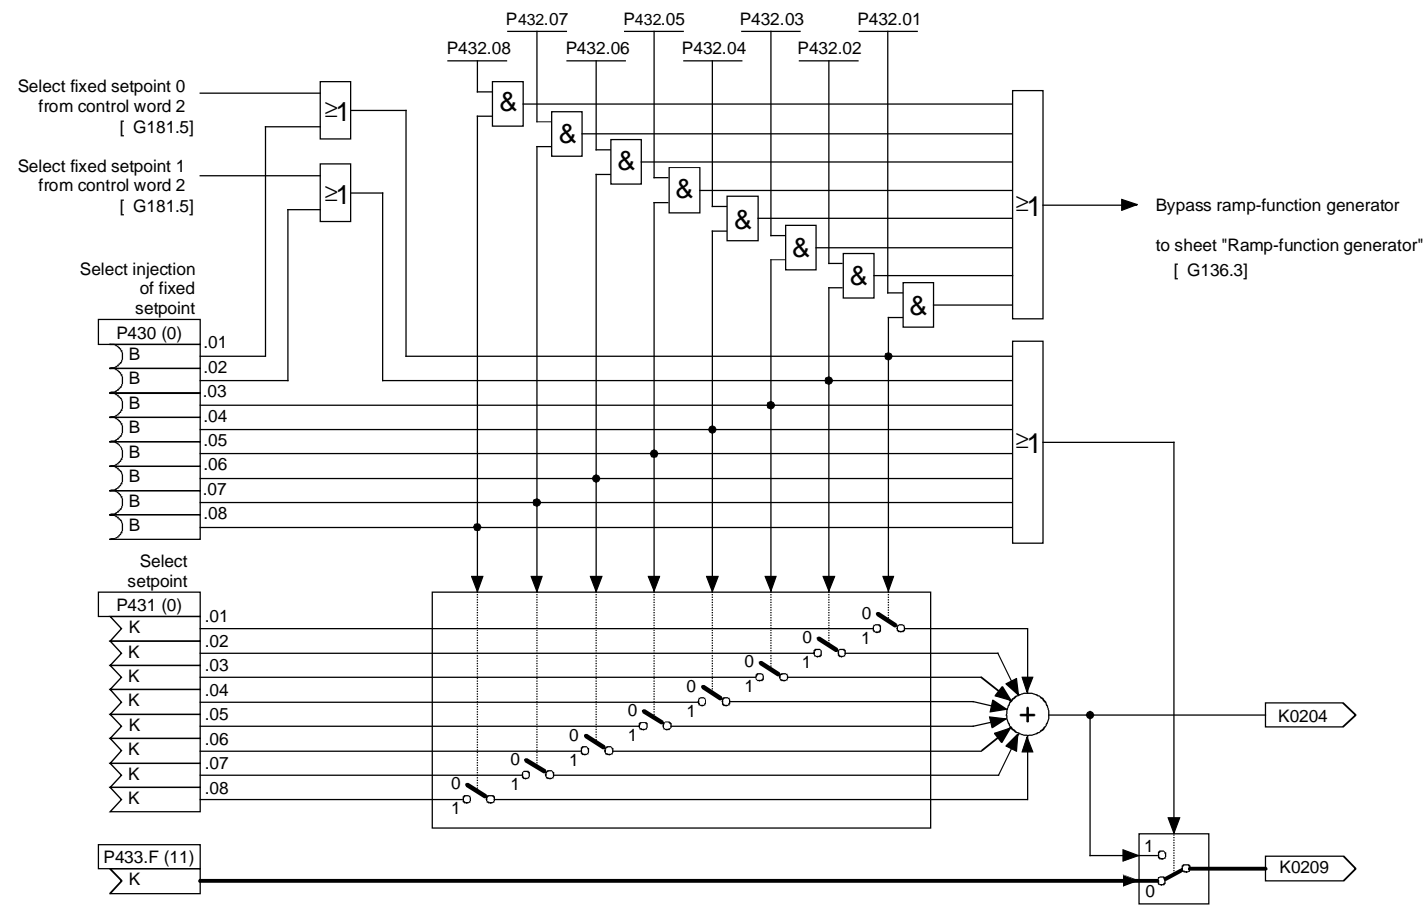 P432.07
P432.05
P432.03
P432.01
P432.08
P432.06
P432.04
P432.02
Select fixed setpoint 0
from control word 2
[ G181.5]
≥1
&
&
&
&
&
&
&
&
≥1
Select fixed setpoint 1
from control word 2
[ G181.5]
≥1
Bypass ramp-function generator
to sheet "Ramp-function generator"
[ G136.3]
Select injection
of fixed
setpoint
P430 (0)
B .01
B .02
B .03
B .04
B .05
B .06
B .07
B .08
≥1
Select
setpoint
P431 (0)
K .01
K .02
K .03
K .04
K .05
K .06
K .07
K .08
0
1
0
1
0
1
0
1
0
1
0
1
0
1
0
1
+
K0204
P433.F (11)
K
1
0
K0209